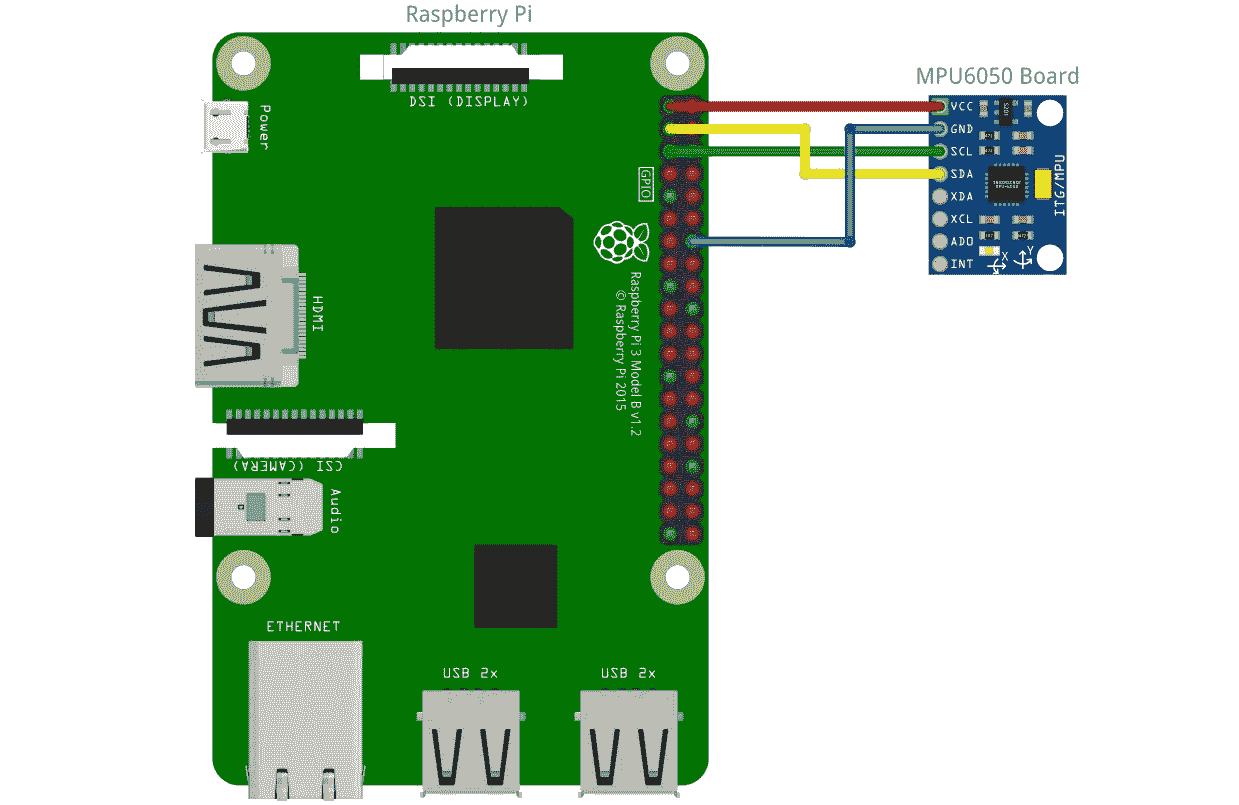 Raspberry Pi
MPU6050 Board
DSI (DISPLAY)
Power
VCC
GND
SCL
SDA
XDA
XCL
ADO
INT
ITG/MPU
X
Y
GPIO
HDMI
Raspberry Pi 3 Model B v1.2
© Raspberry Pi 2015
CSI (CAMERA)
Audio
ETHERNET
USB 2x
USB 2x